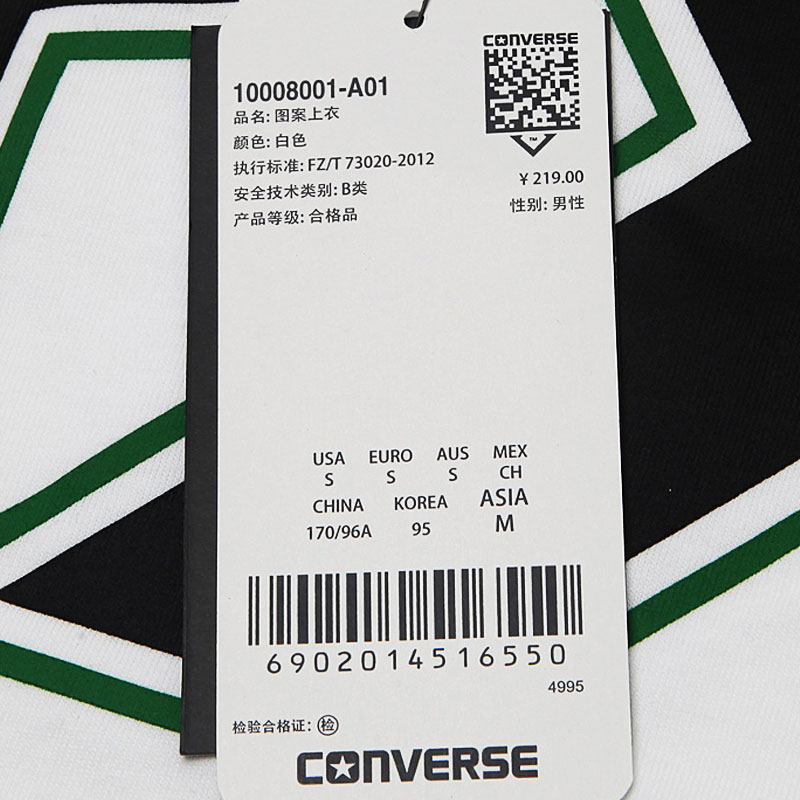 CONVERSE
10008001-A01
品名: 图案上衣
颜色: 白色
执行标准: FZ/T 73020-2012
安全技术类别: B类
产品等级: 合格品
TM
¥ 219.00
性别: 男性
USA EURO AUS MEX
S S S CH
CHINA KOREA ASIA
170/96A 95 M
6902014516550
4995
检验合格证: 检
CONVERSE